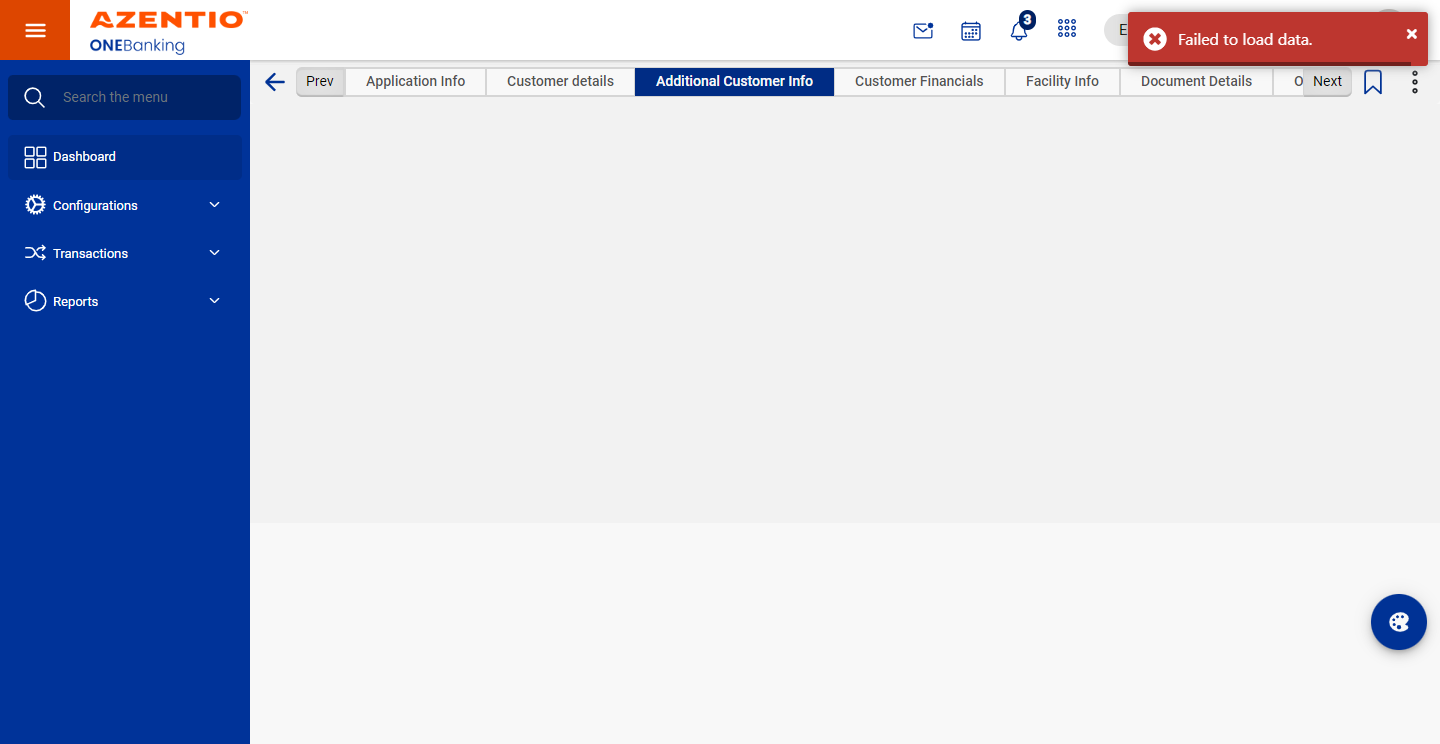 AZENTIO™
ONEBanking
3
E
Failed to load data.
Search the menu
Prev
Application Info
Customer details
Additional Customer Info
Customer Financials
Facility Info
Document Details
O
Next
Dashboard
Configurations
Transactions
Reports